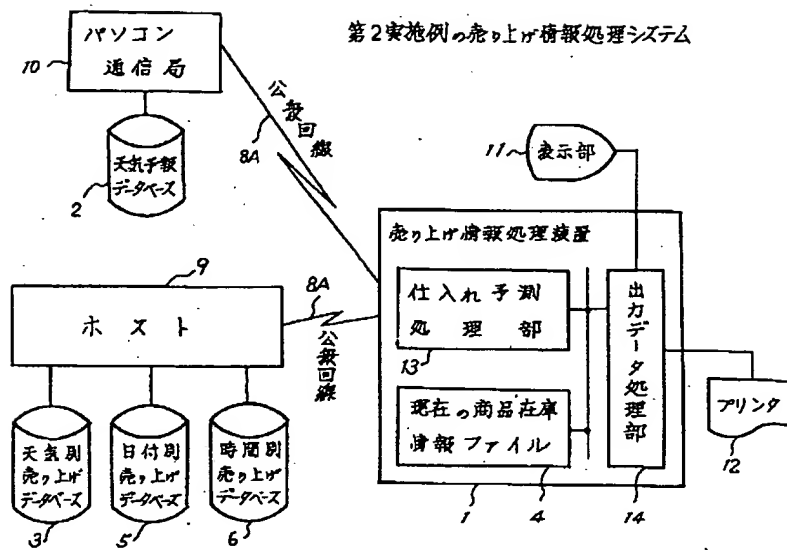 第2実施例の売り上げ情報処理システム
パソコン
通信局
10
公衆回線
8A
天気予報
データベース
2
11
表示部
売り上げ情報処理装置
仕入れ予測
処理部
13
現在の商品在庫
情報ファイル
出力データ処理部
プリンタ
12
1
4
14
9
ホスト
8A
公衆回線
天気別
売り上げ
データベース
日付別
売り上げ
データベース
時間別
売り上げ
データベース
3
5
6